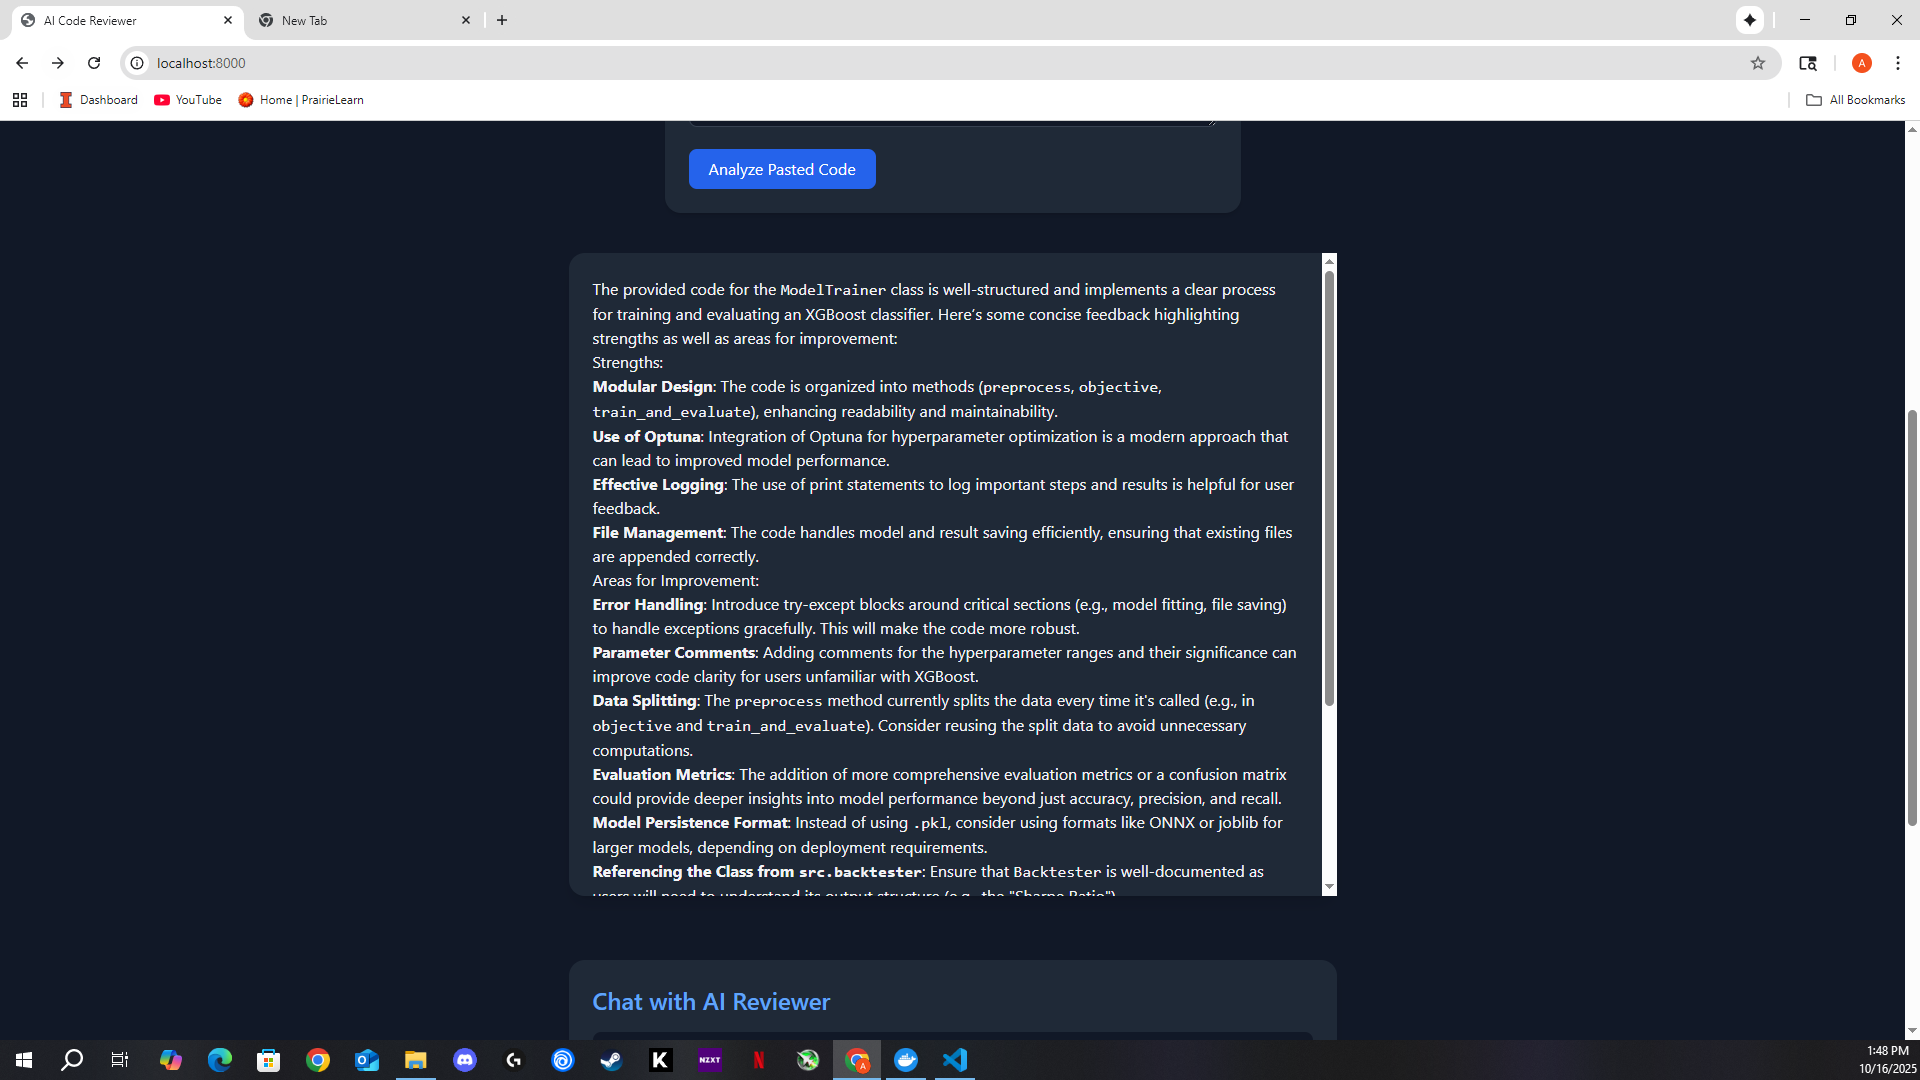 AI Code Reviewer
New Tab
localhost:8000
A
Dashboard
YouTube
Home | PrairieLearn
All Bookmarks
Analyze Pasted Code
The provided code for the ModelTrainer class is well-structured and implements a clear process
for training and evaluating an XGBoost classifier. Here’s some concise feedback highlighting
strengths as well as areas for improvement:
Strengths:
Modular Design: The code is organized into methods (preprocess, objective,
train_and_evaluate), enhancing readability and maintainability.
Use of Optuna: Integration of Optuna for hyperparameter optimization is a modern approach that
can lead to improved model performance.
Effective Logging: The use of print statements to log important steps and results is helpful for user
feedback.
File Management: The code handles model and result saving efficiently, ensuring that existing files
are appended correctly.
Areas for Improvement:
Error Handling: Introduce try-except blocks around critical sections (e.g., model fitting, file saving)
to handle exceptions gracefully. This will make the code more robust.
Parameter Comments: Adding comments for the hyperparameter ranges and their significance can
improve code clarity for users unfamiliar with XGBoost.
Data Splitting: The preprocess method currently splits the data every time it's called (e.g., in
objective and train_and_evaluate). Consider reusing the split data to avoid unnecessary
computations.
Evaluation Metrics: The addition of more comprehensive evaluation metrics or a confusion matrix
could provide deeper insights into model performance beyond just accuracy, precision, and recall.
Model Persistence Format: Instead of using .pkl, consider using formats like ONNX or joblib for
larger models, depending on deployment requirements.
Referencing the Class from src.backtester: Ensure that Backtester is well-documented as
users will need to understand its output structure (e.g., the "Sharpe Ratio").
Chat with AI Reviewer
K
NZXT
N
A
1:48 PM
10/16/2025